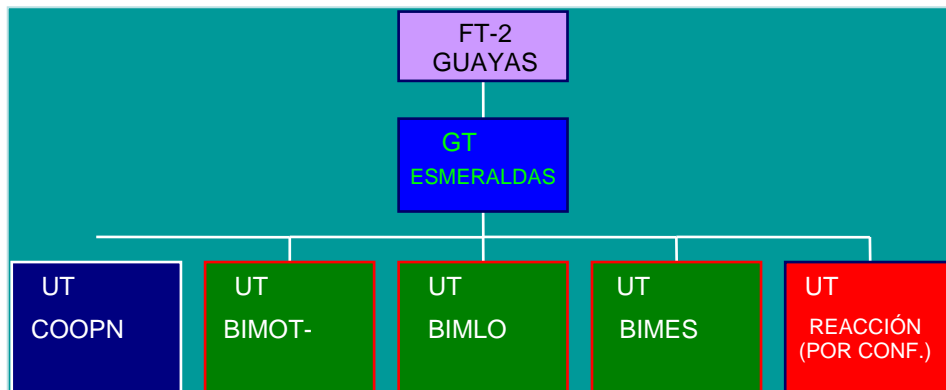 FT-2
GUAYAS
GT
ESMERALDAS
UT
COOPN
UT
BIMOT-
UT
BIMLO
UT
BIMES
UT
REACCIÓN
(POR CONF.)